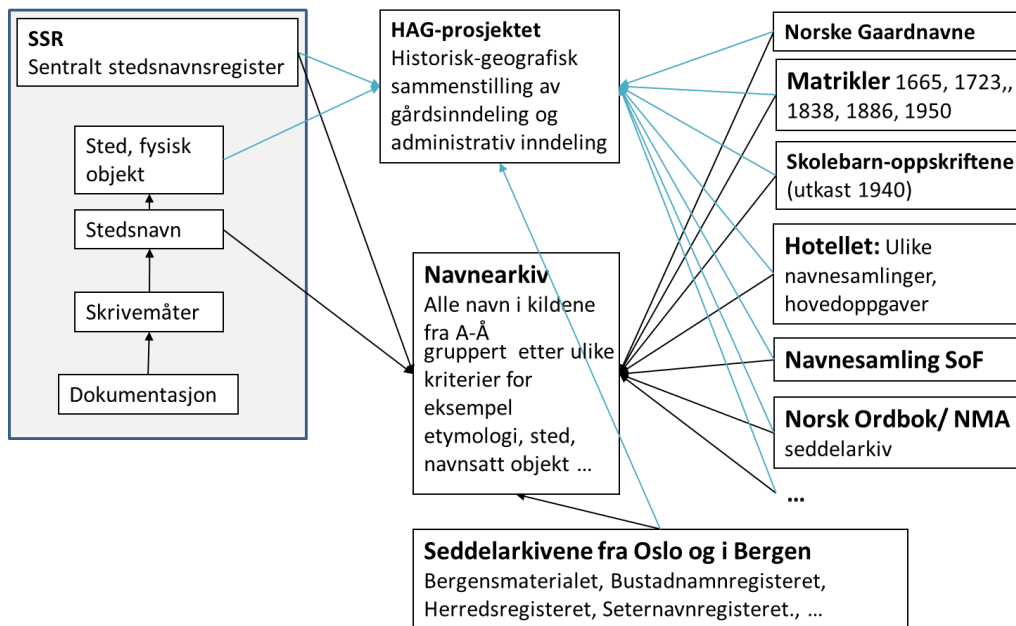 SSR
Sentralt stedsnavnsregister
Sted, fysisk
objekt
Stedsnavn
Skrivemåter
Dokumentasjon
HAG-prosjektet
Historisk-geografisk
sammenstilling av
gårdsinndeling og
administrativ inndeling
Navnearkiv
Alle navn i kildene
fra A-Å
gruppert etter ulike
kriterier for
eksempel
etymologi, sted,
navnsatt objekt ...
Norske Gaardnavne
Matrikler 1665, 1723,,
1838, 1886, 1950
Skolebarn-oppskriftene
(utkast 1940)
Hotellet: Ulike
navnesamlinger,
hovedoppgaver
Navnesamling SoF
Norsk Ordbok/ NMA
seddelarkiv
...
Seddelarkivene fra Oslo og i Bergen
Bergensmaterialet, Bustadnamnregisteret,
Herredsregisteret, Seternavnregisteret., ...